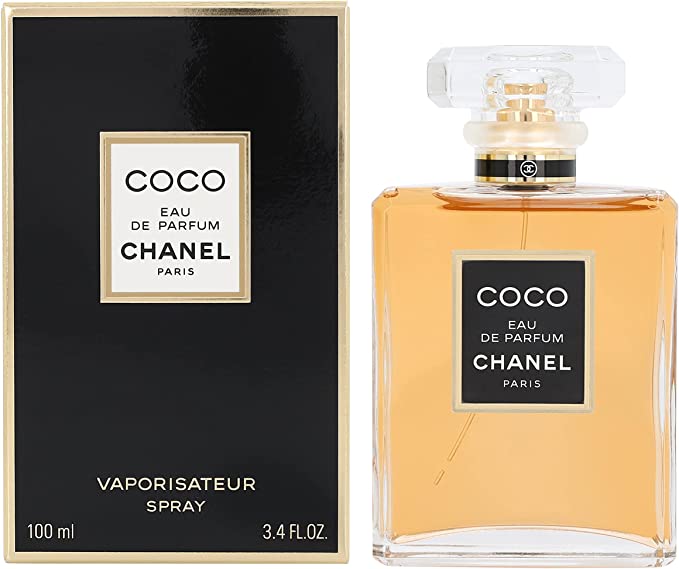 COCO
EAU
DE PARFUM
CHANEL
PARIS
VAPORISATEUR
SPRAY
100 ml 3.4 FL.OZ.
COCO
EAU
DE PARFUM
CHANEL
PARIS